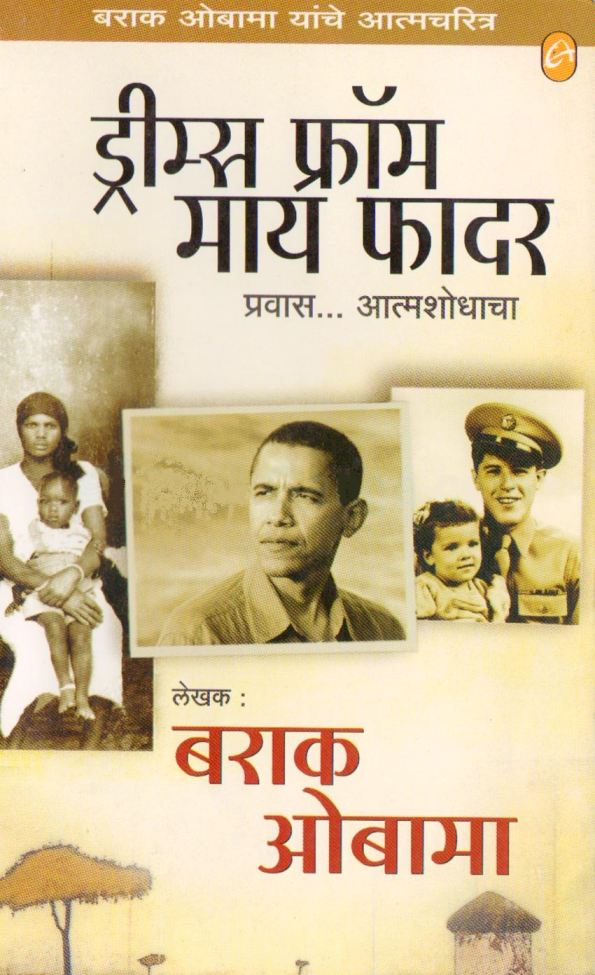 बराक ओबामा यांचे आत्मचरित्र
ड्रीम्स फ्रॉम
माय फादर
प्रवास... आत्मशोधाचा
लेखक :
बराक
ओबामा